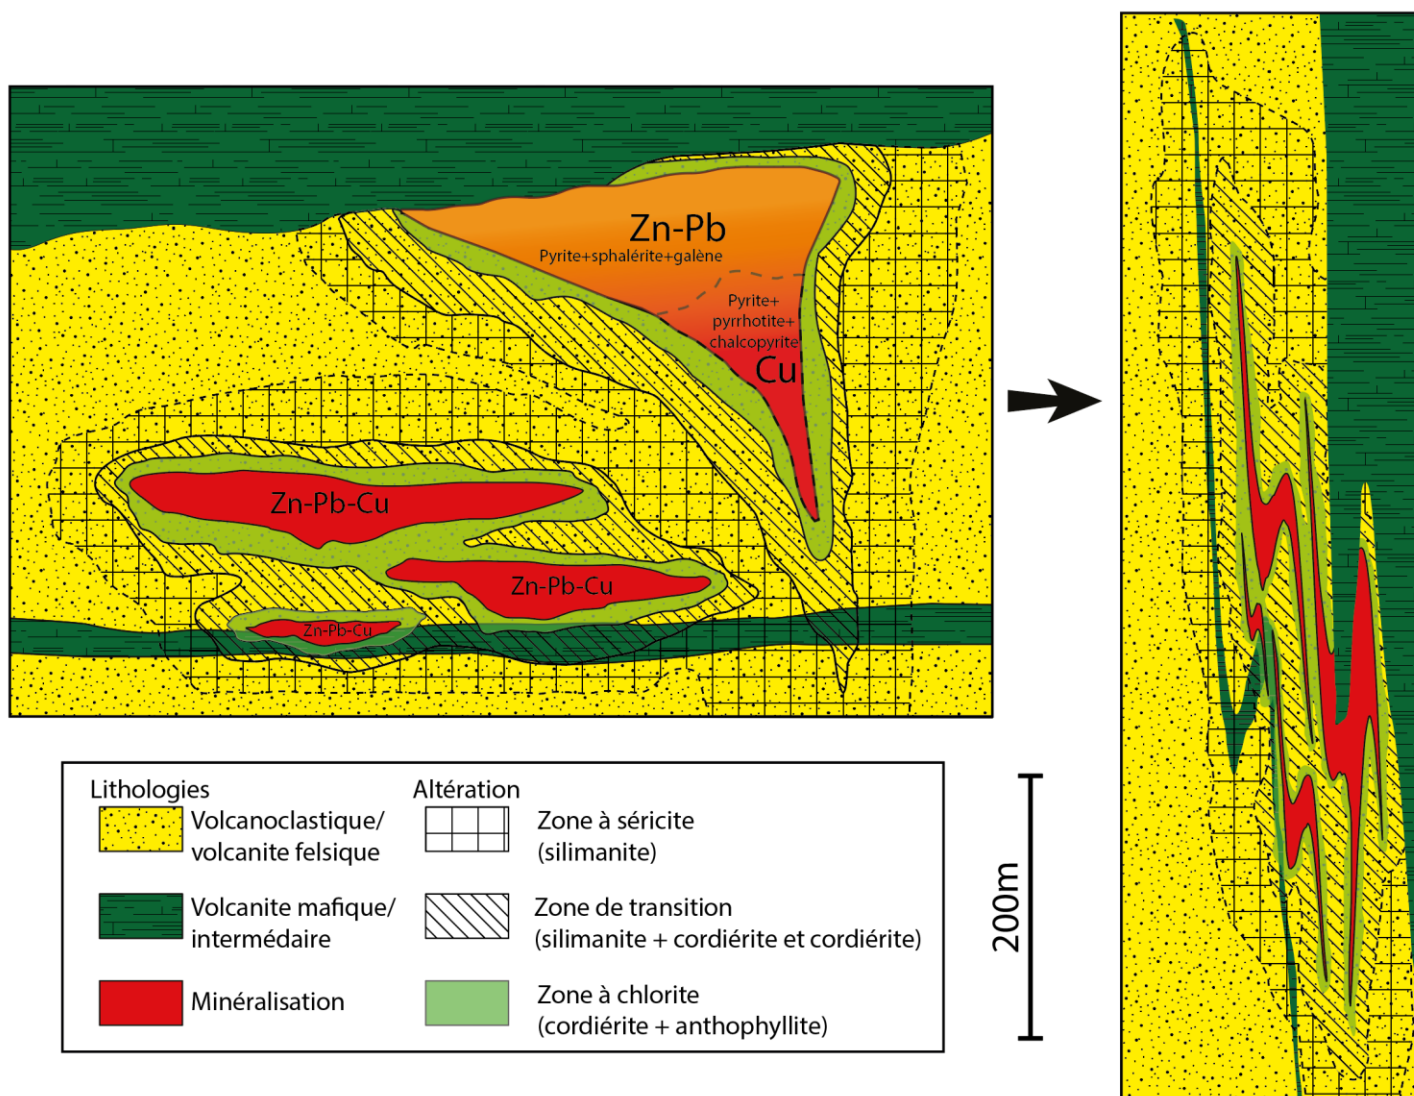 Zn-Pb
Pyrite+sphalérite+galène
Pyrite+
pyrrhotite+
chalcopyrite
Cu
Zn-Pb-Cu
Zn-Pb-Cu
Zn-Pb-Cu
Lithologies
Volcanoclastique/
volcanite felsique
Volcanite mafique/
intermédaire
Minéralisation
Altération
Zone à séricite
(silimanite)
Zone de transition
(silimanite + cordiérite et cordiérite)
Zone à chlorite
(cordiérite + anthophyllite)
200m